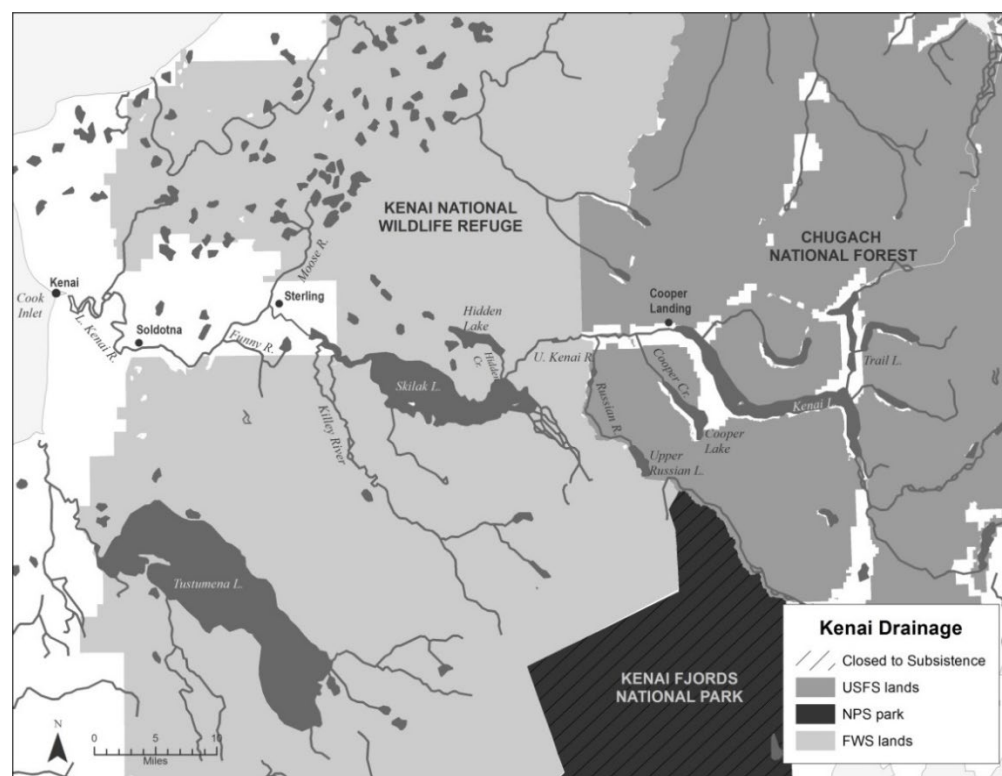 KENAI NATIONAL
WILDLIFE REFUGE
CHUGACH
NATIONAL FOREST
Moose R.
Kenai
Cook
Inlet
L. Kenai R.
Soldotna
Sterling
Funny R.
Hidden
Lake
Hidden
Cr.
Cooper
Landing
U. Kenai R.
Trail L.
Skilak L.
Killey River
Russian R.
Cooper Cr.
Kenai L.
Cooper
Lake
Upper
Russian L.
Tustumena L.
KENAI FJORDS
NATIONAL PARK
Kenai Drainage
Closed to Subsistence
USFS lands
NPS park
FWS lands
N
0 5 10
Miles